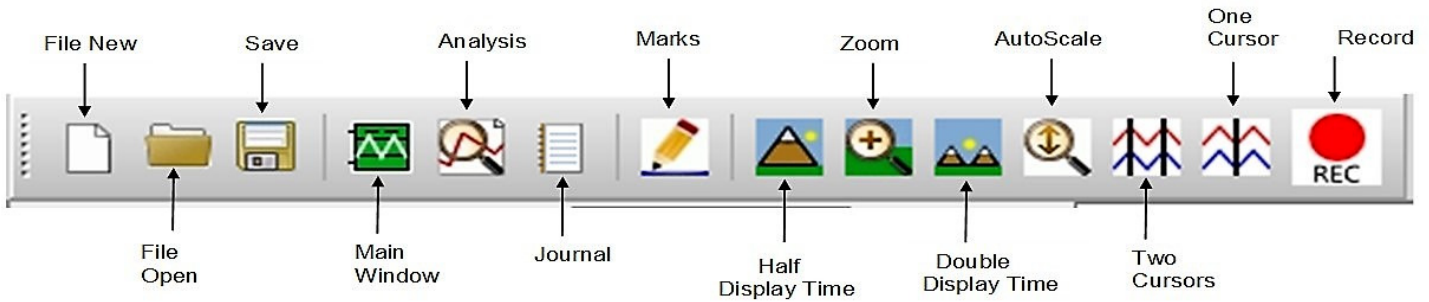 File New
Save
Analysis
Marks
Zoom
AutoScale
One
Cursor
Record
REC
File
Open
Main
Window
Journal
Half
Display Time
Double
Display Time
Two
Cursors